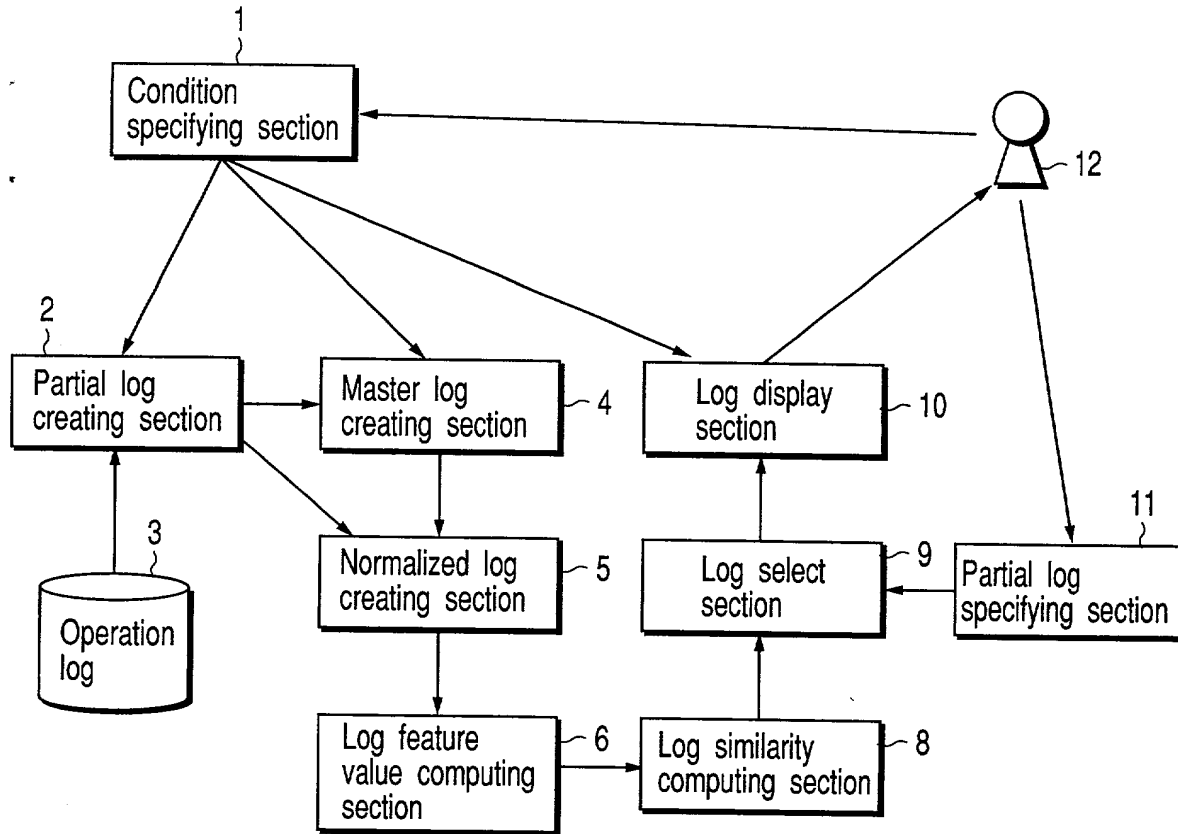 1
Condition
specifying section
12
2
Partial log
creating section
Master log
creating section
4
Log display
section
10
3
Operation
log
Normalized log
creating section
5
Log select
section
9
11
Partial log
specifying section
Log feature
value computing
section
6
Log similarity
computing section
8